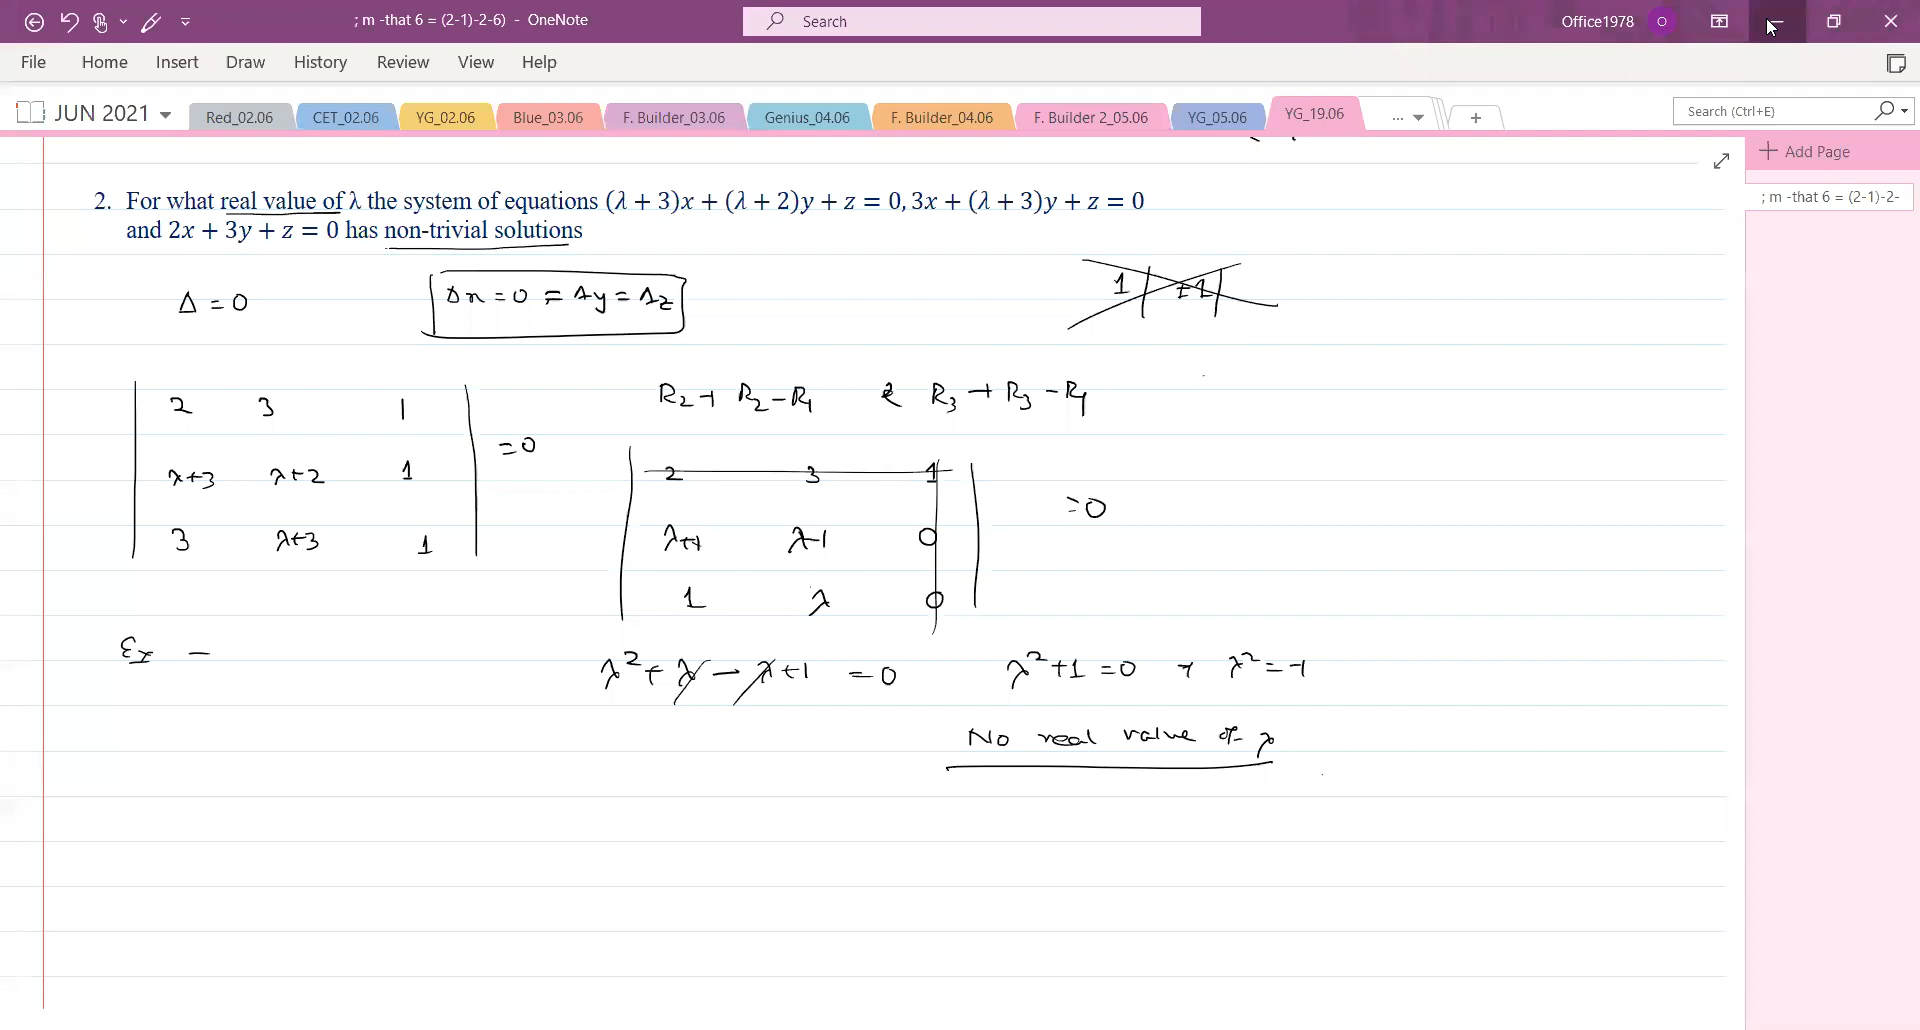 ; m -that 6 = (2-1)-2-6) - OneNote
Search
Office1978
O
File Home Insert Draw History Review View Help
JUN 2021
Red_02.06 CET_02.06 YG_02.06 Blue_03.06 F. Builder_03.06 Genius_04.06 F. Builder_04.06 F. Builder 2_05.06 YG_05.06 YG_19.06 ... +
Search (Ctrl+E)
Add Page
; m -that 6 = (2-1)-2-
2. For what real value of λ the system of equations (λ + 3)x + (λ + 2)y + z = 0, 3x + (λ + 3)y + z = 0
and 2x + 3y + z = 0 has non-trivial solutions
Δ = 0
Δx = 0 = Δy = Δz
1 | +1 |
R2 → R2 - R1 & R3 → R3 - R1
2 3 1
λ+3 λ+2 1
3 λ+3 1
= 0
2 3 1
λ+1 λ-1 0
1 λ 0
= 0
Ex -
λ² + λ - λ + 1 = 0
λ² + 1 = 0 → λ² = -1
No real value of λ